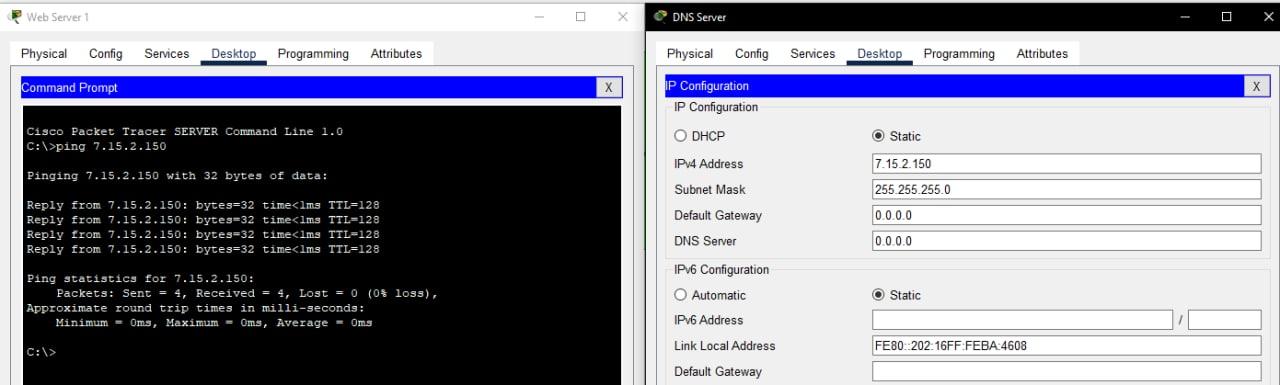 Web Server 1
Physical Config Services Desktop Programming Attributes
Command Prompt X
Cisco Packet Tracer SERVER Command Line 1.0
C:\>ping 7.15.2.150
Pinging 7.15.2.150 with 32 bytes of data:
Reply from 7.15.2.150: bytes=32 time<1ms TTL=128
Reply from 7.15.2.150: bytes=32 time<1ms TTL=128
Reply from 7.15.2.150: bytes=32 time<1ms TTL=128
Reply from 7.15.2.150: bytes=32 time<1ms TTL=128
Ping statistics for 7.15.2.150:
Packets: Sent = 4, Received = 4, Lost = 0 (0% loss),
Approximate round trip times in milli-seconds:
Minimum = 0ms, Maximum = 0ms, Average = 0ms
C:\>
DNS Server
Physical Config Services Desktop Programming Attributes
IP Configuration X
IP Configuration
DHCP Static
IPv4 Address 7.15.2.150
Subnet Mask 255.255.255.0
Default Gateway 0.0.0.0
DNS Server 0.0.0.0
IPv6 Configuration
Automatic Static
IPv6 Address /
Link Local Address FE80::202:16FF:FEBA:4608
Default Gateway